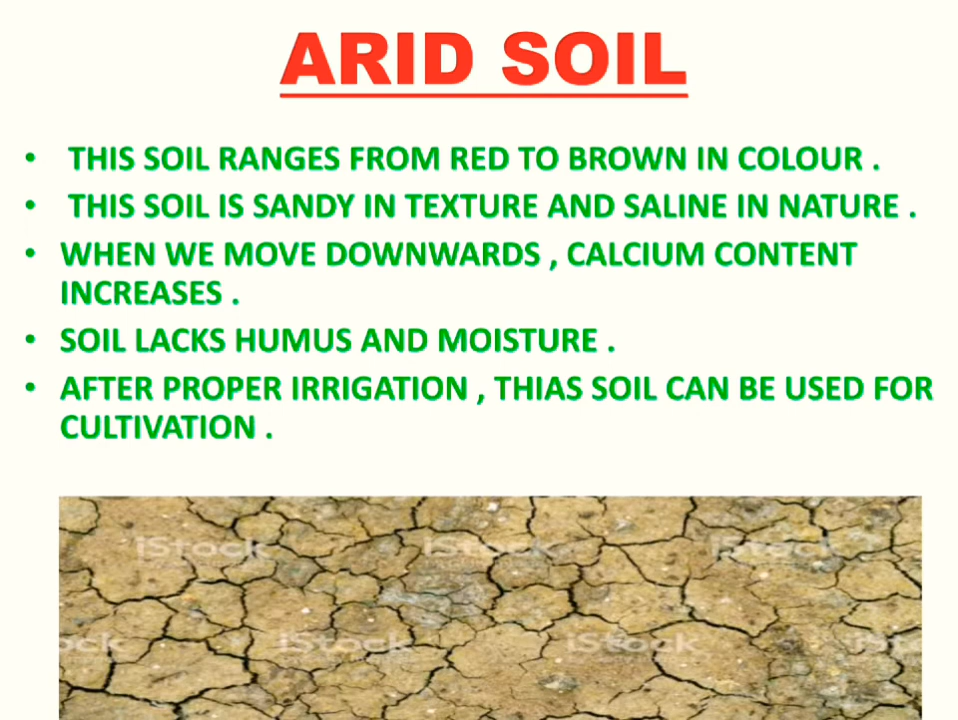 ARID SOIL
• THIS SOIL RANGES FROM RED TO BROWN IN COLOUR .
• THIS SOIL IS SANDY IN TEXTURE AND SALINE IN NATURE .
• WHEN WE MOVE DOWNWARDS , CALCIUM CONTENT
INCREASES .
• SOIL LACKS HUMUS AND MOISTURE .
• AFTER PROPER IRRIGATION , THIAS SOIL CAN BE USED FOR
CULTIVATION .
iStock iStock iStock
iStock iStock iStock